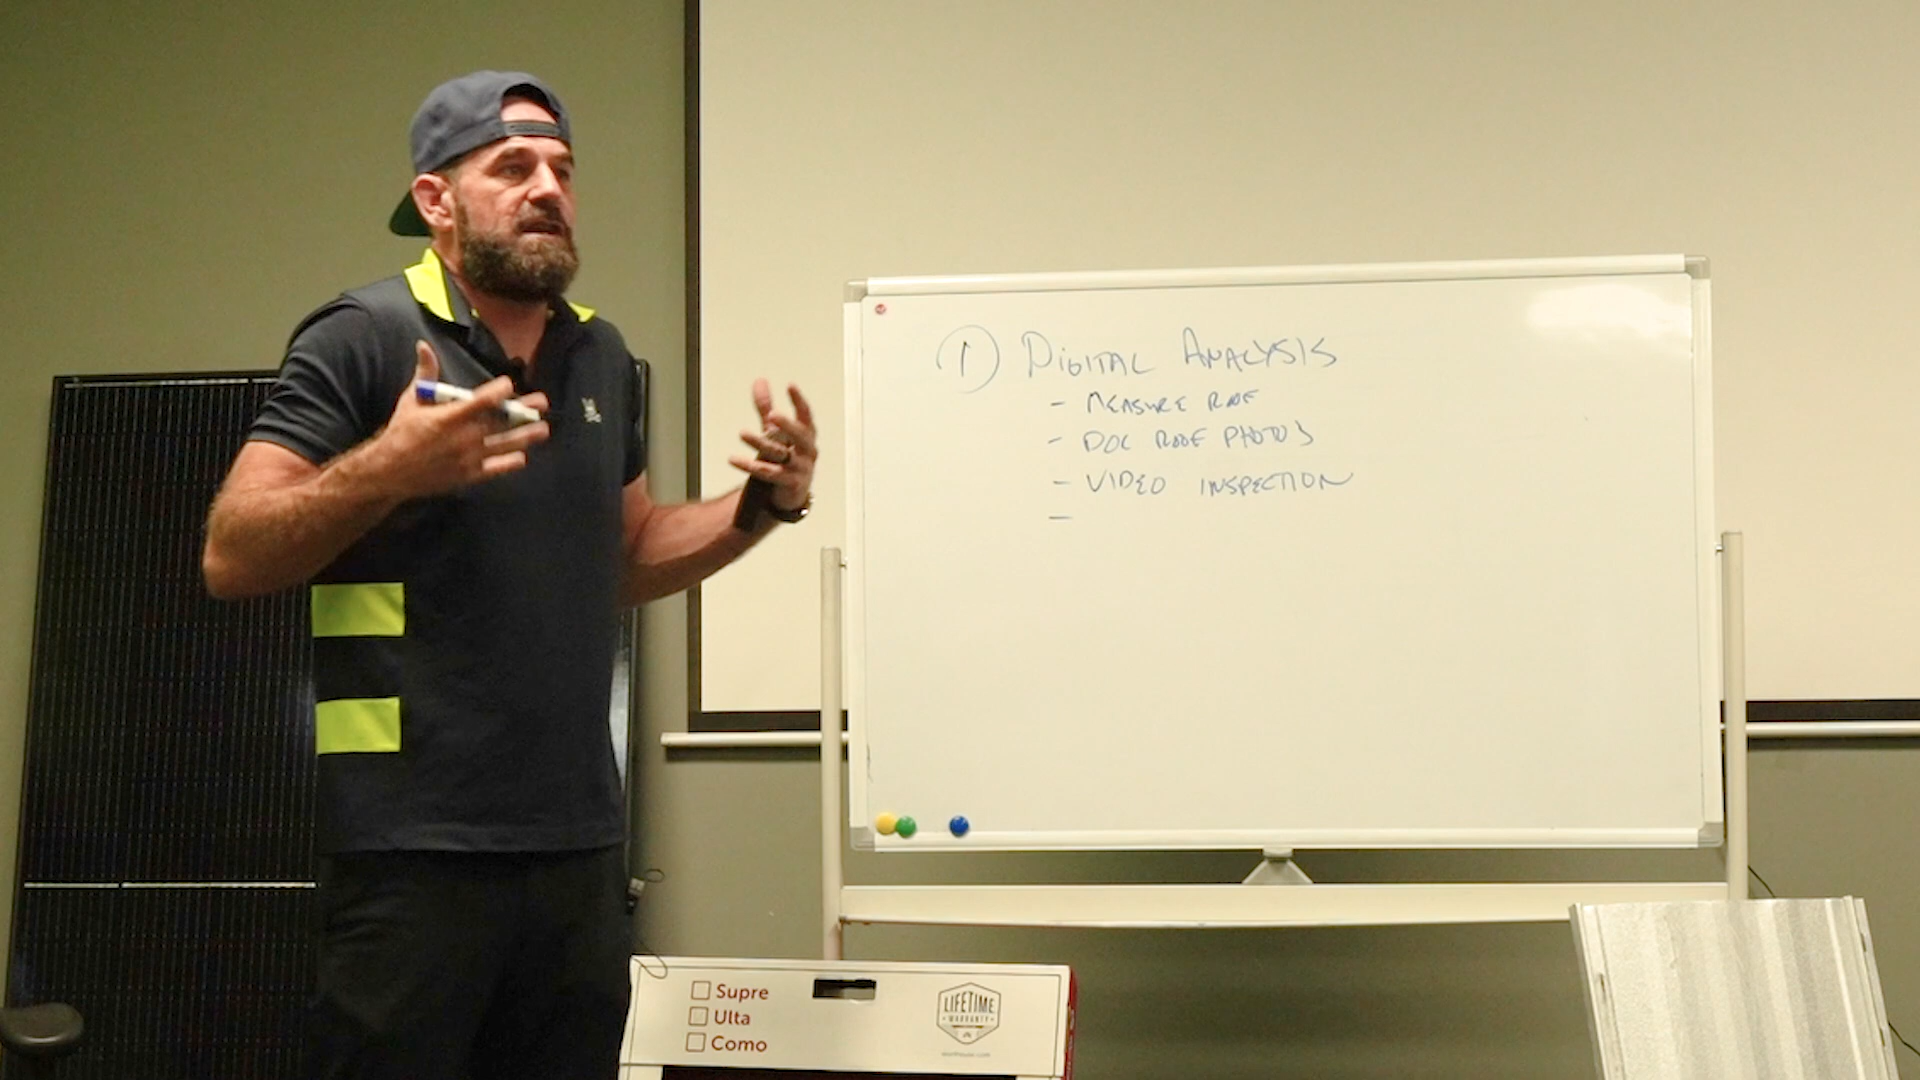 ① DIGITAL ANALYSIS
- MEASURE ROOF
- DOC ROOF PHOTOS
- VIDEO INSPECTION
-
Supre
Ulta
Como
LIFETIME
WARRANTY